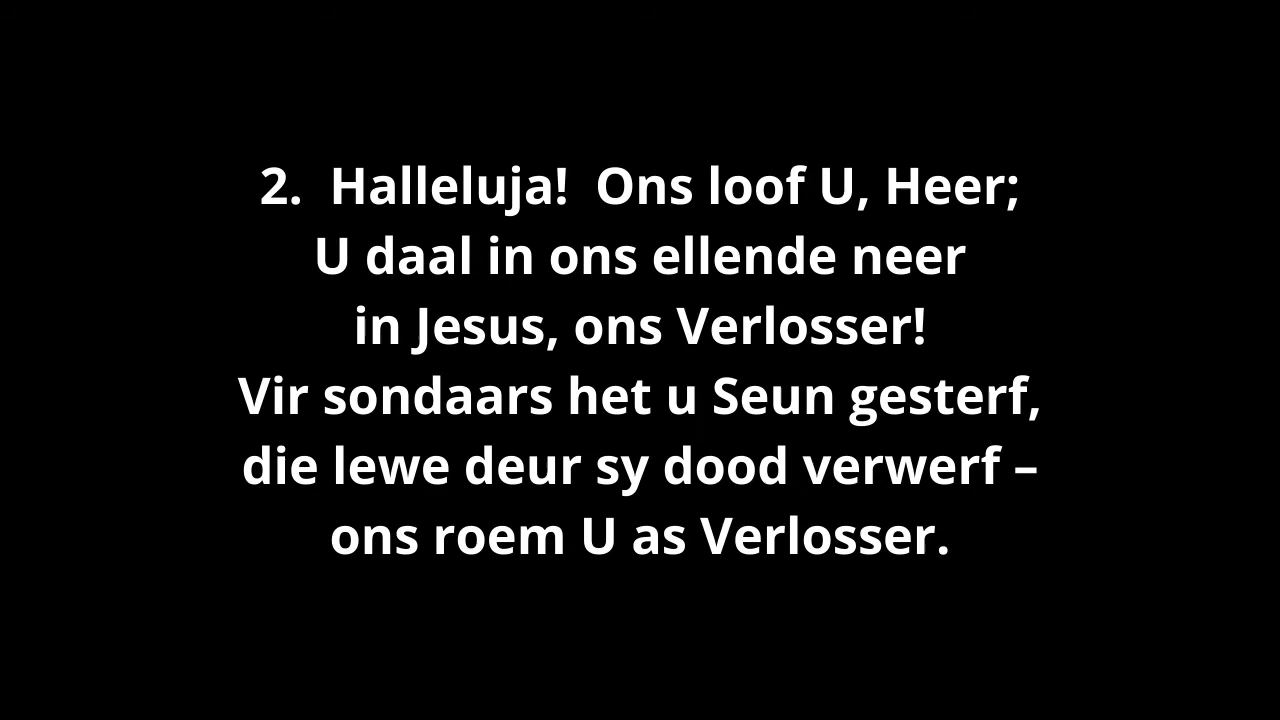 2.  Halleluja!  Ons loof U, Heer;
U daal in ons ellende neer
in Jesus, ons Verlosser!
Vir sondaars het u Seun gesterf,
die lewe deur sy dood verwerf –
ons roem U as Verlosser.